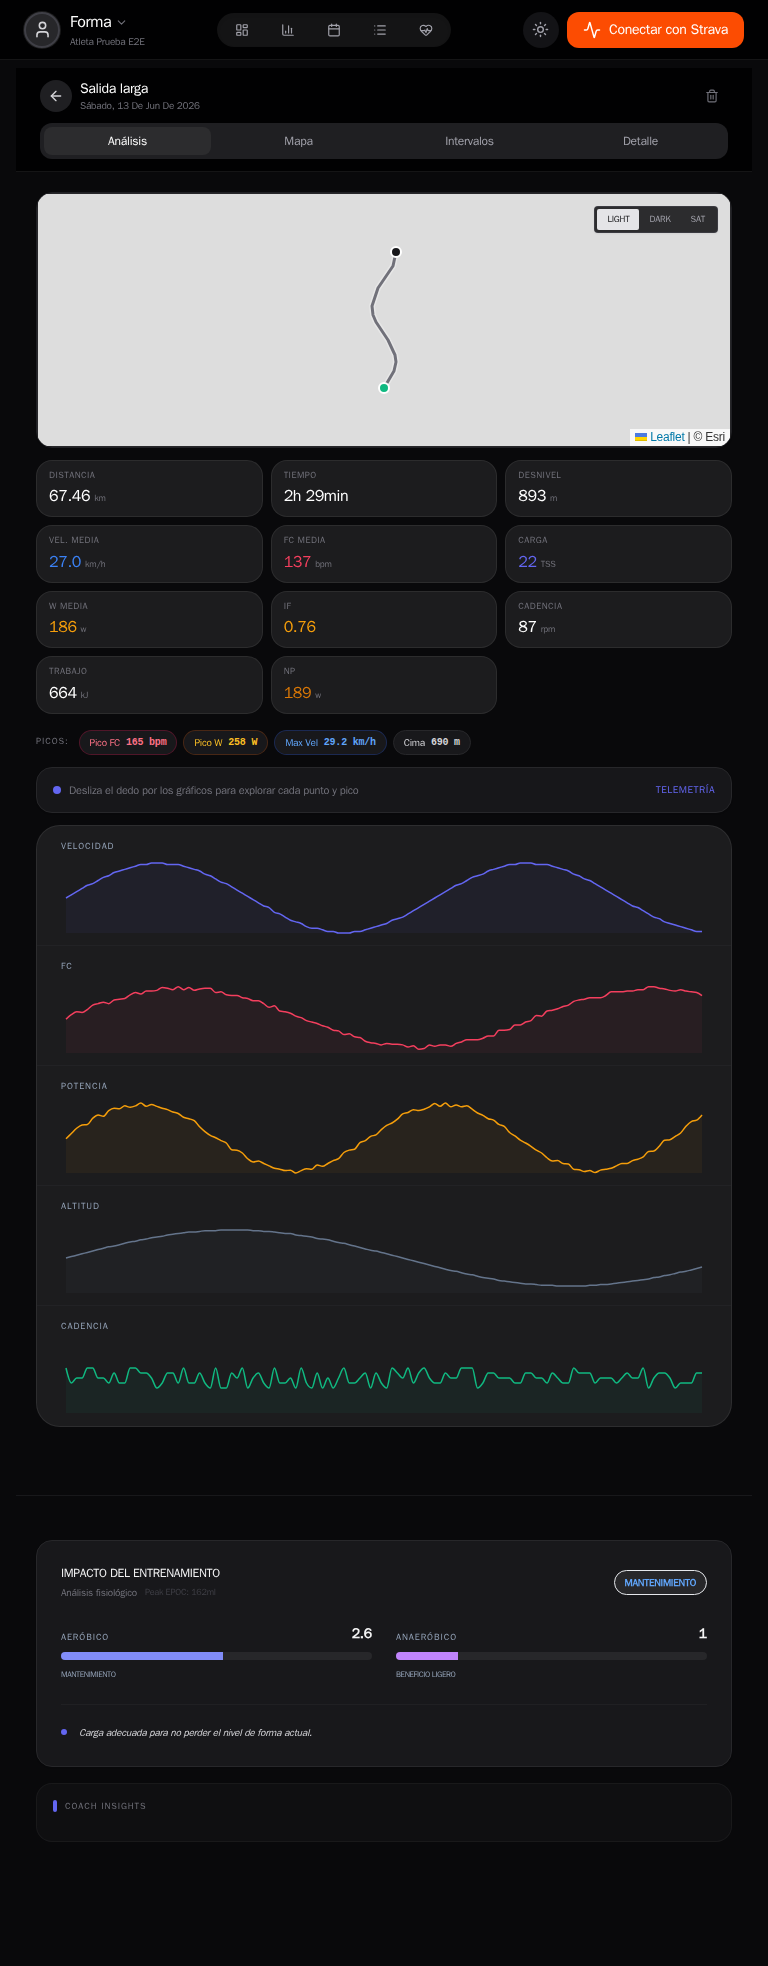 Forma
Atleta Prueba E2E
Conectar con Strava
Salida larga
Sábado, 13 De Jun De 2026
Análisis
Mapa
Intervalos
Detalle
LIGHT
DARK
SAT
Leaflet | © Esri
DISTANCIA
67.46 km
TIEMPO
2h 29min
DESNIVEL
893 m
VEL. MEDIA
27.0 km/h
FC MEDIA
137 bpm
CARGA
22 TSS
W MEDIA
186 w
IF
0.76
CADENCIA
87 rpm
TRABAJO
664 kJ
NP
189 w
PICOS:
Pico FC 165 bpm
Pico W 258 W
Max Vel 29.2 km/h
Cima 690 m
Desliza el dedo por los gráficos para explorar cada punto y pico
TELEMETRÍA
VELOCIDAD
FC
POTENCIA
ALTITUD
CADENCIA
IMPACTO DEL ENTRENAMIENTO
Análisis fisiológico
Peak EPOC: 162ml
MANTENIMIENTO
AERÓBICO
2.6
MANTENIMIENTO
ANAERÓBICO
1
BENEFICIO LIGERO
Carga adecuada para no perder el nivel de forma actual.
COACH INSIGHTS